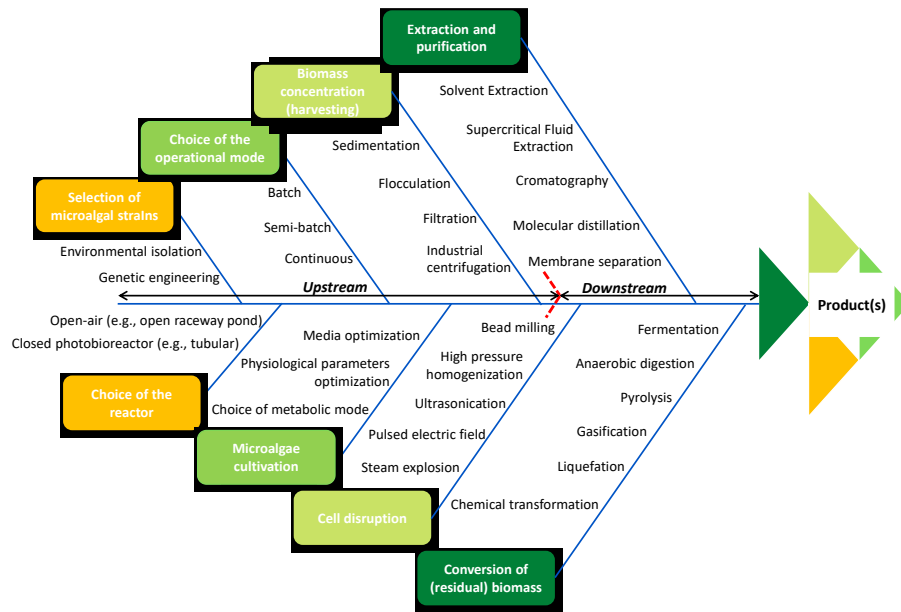 Extraction and
purification
Solvent Extraction
Supercritical Fluid
Extraction
Cromatography
Molecular distillation
Membrane separation
Biomass
concentration
(harvesting)
Sedimentation
Flocculation
Filtration
Industrial
centrifugation
Choice of the
operational mode
Batch
Semi-batch
Continuous
Selection of
microalgal straIns
Environmental isolation
Genetic engineering
Upstream
Downstream
Product(s)
Open-air (e.g., open raceway pond)
Closed photobioreactor (e.g., tubular)
Choice of the
reactor
Media optimization
Physiological parameters
optimization
Choice of metabolic mode
Microalgae
cultivation
Bead milling
High pressure
homogenization
Ultrasonication
Pulsed electric field
Steam explosion
Cell disruption
Fermentation
Anaerobic digestion
Pyrolysis
Gasification
Liquefation
Chemical transformation
Conversion of
(residual) biomass